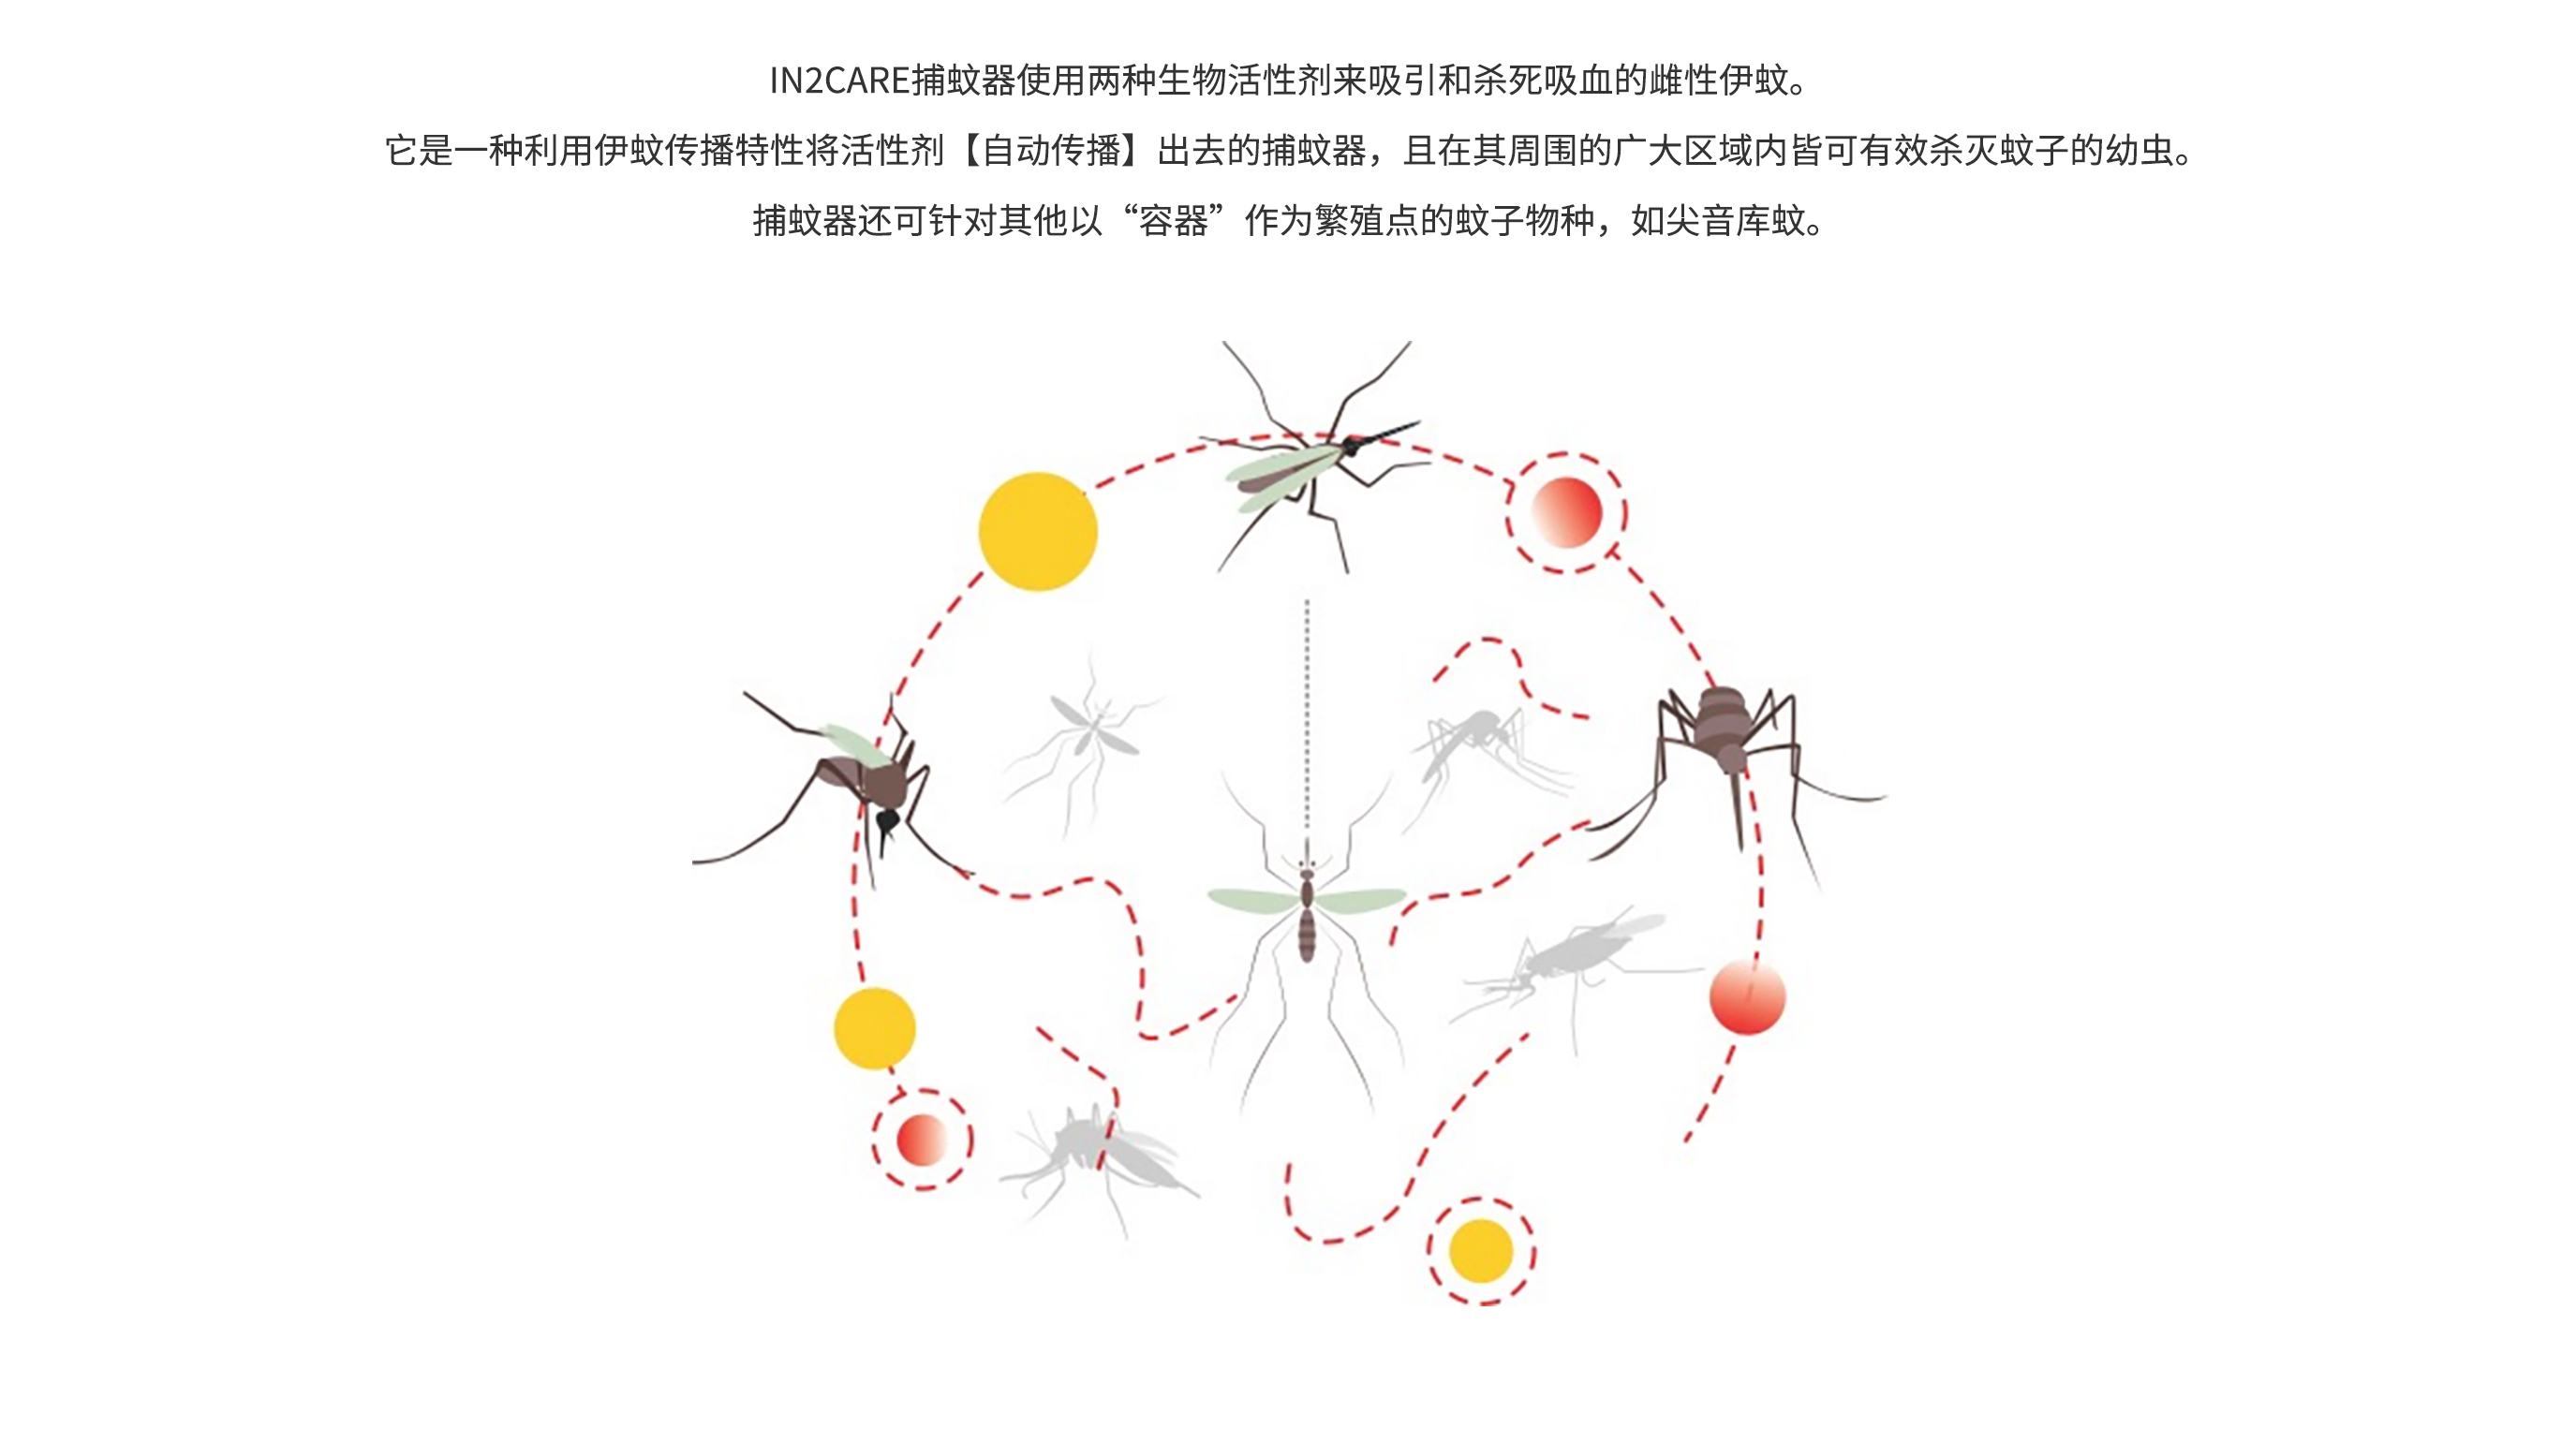 IN2CARE捕蚊器使用两种生物活性剂来吸引和杀死吸血的雌性伊蚊。
它是一种利用伊蚊传播特性将活性剂【自动传播】出去的捕蚊器，且在其周围的广大区域内皆可有效杀灭蚊子的幼虫。
捕蚊器还可针对其他以“容器”作为繁殖点的蚊子物种，如尖音库蚊。